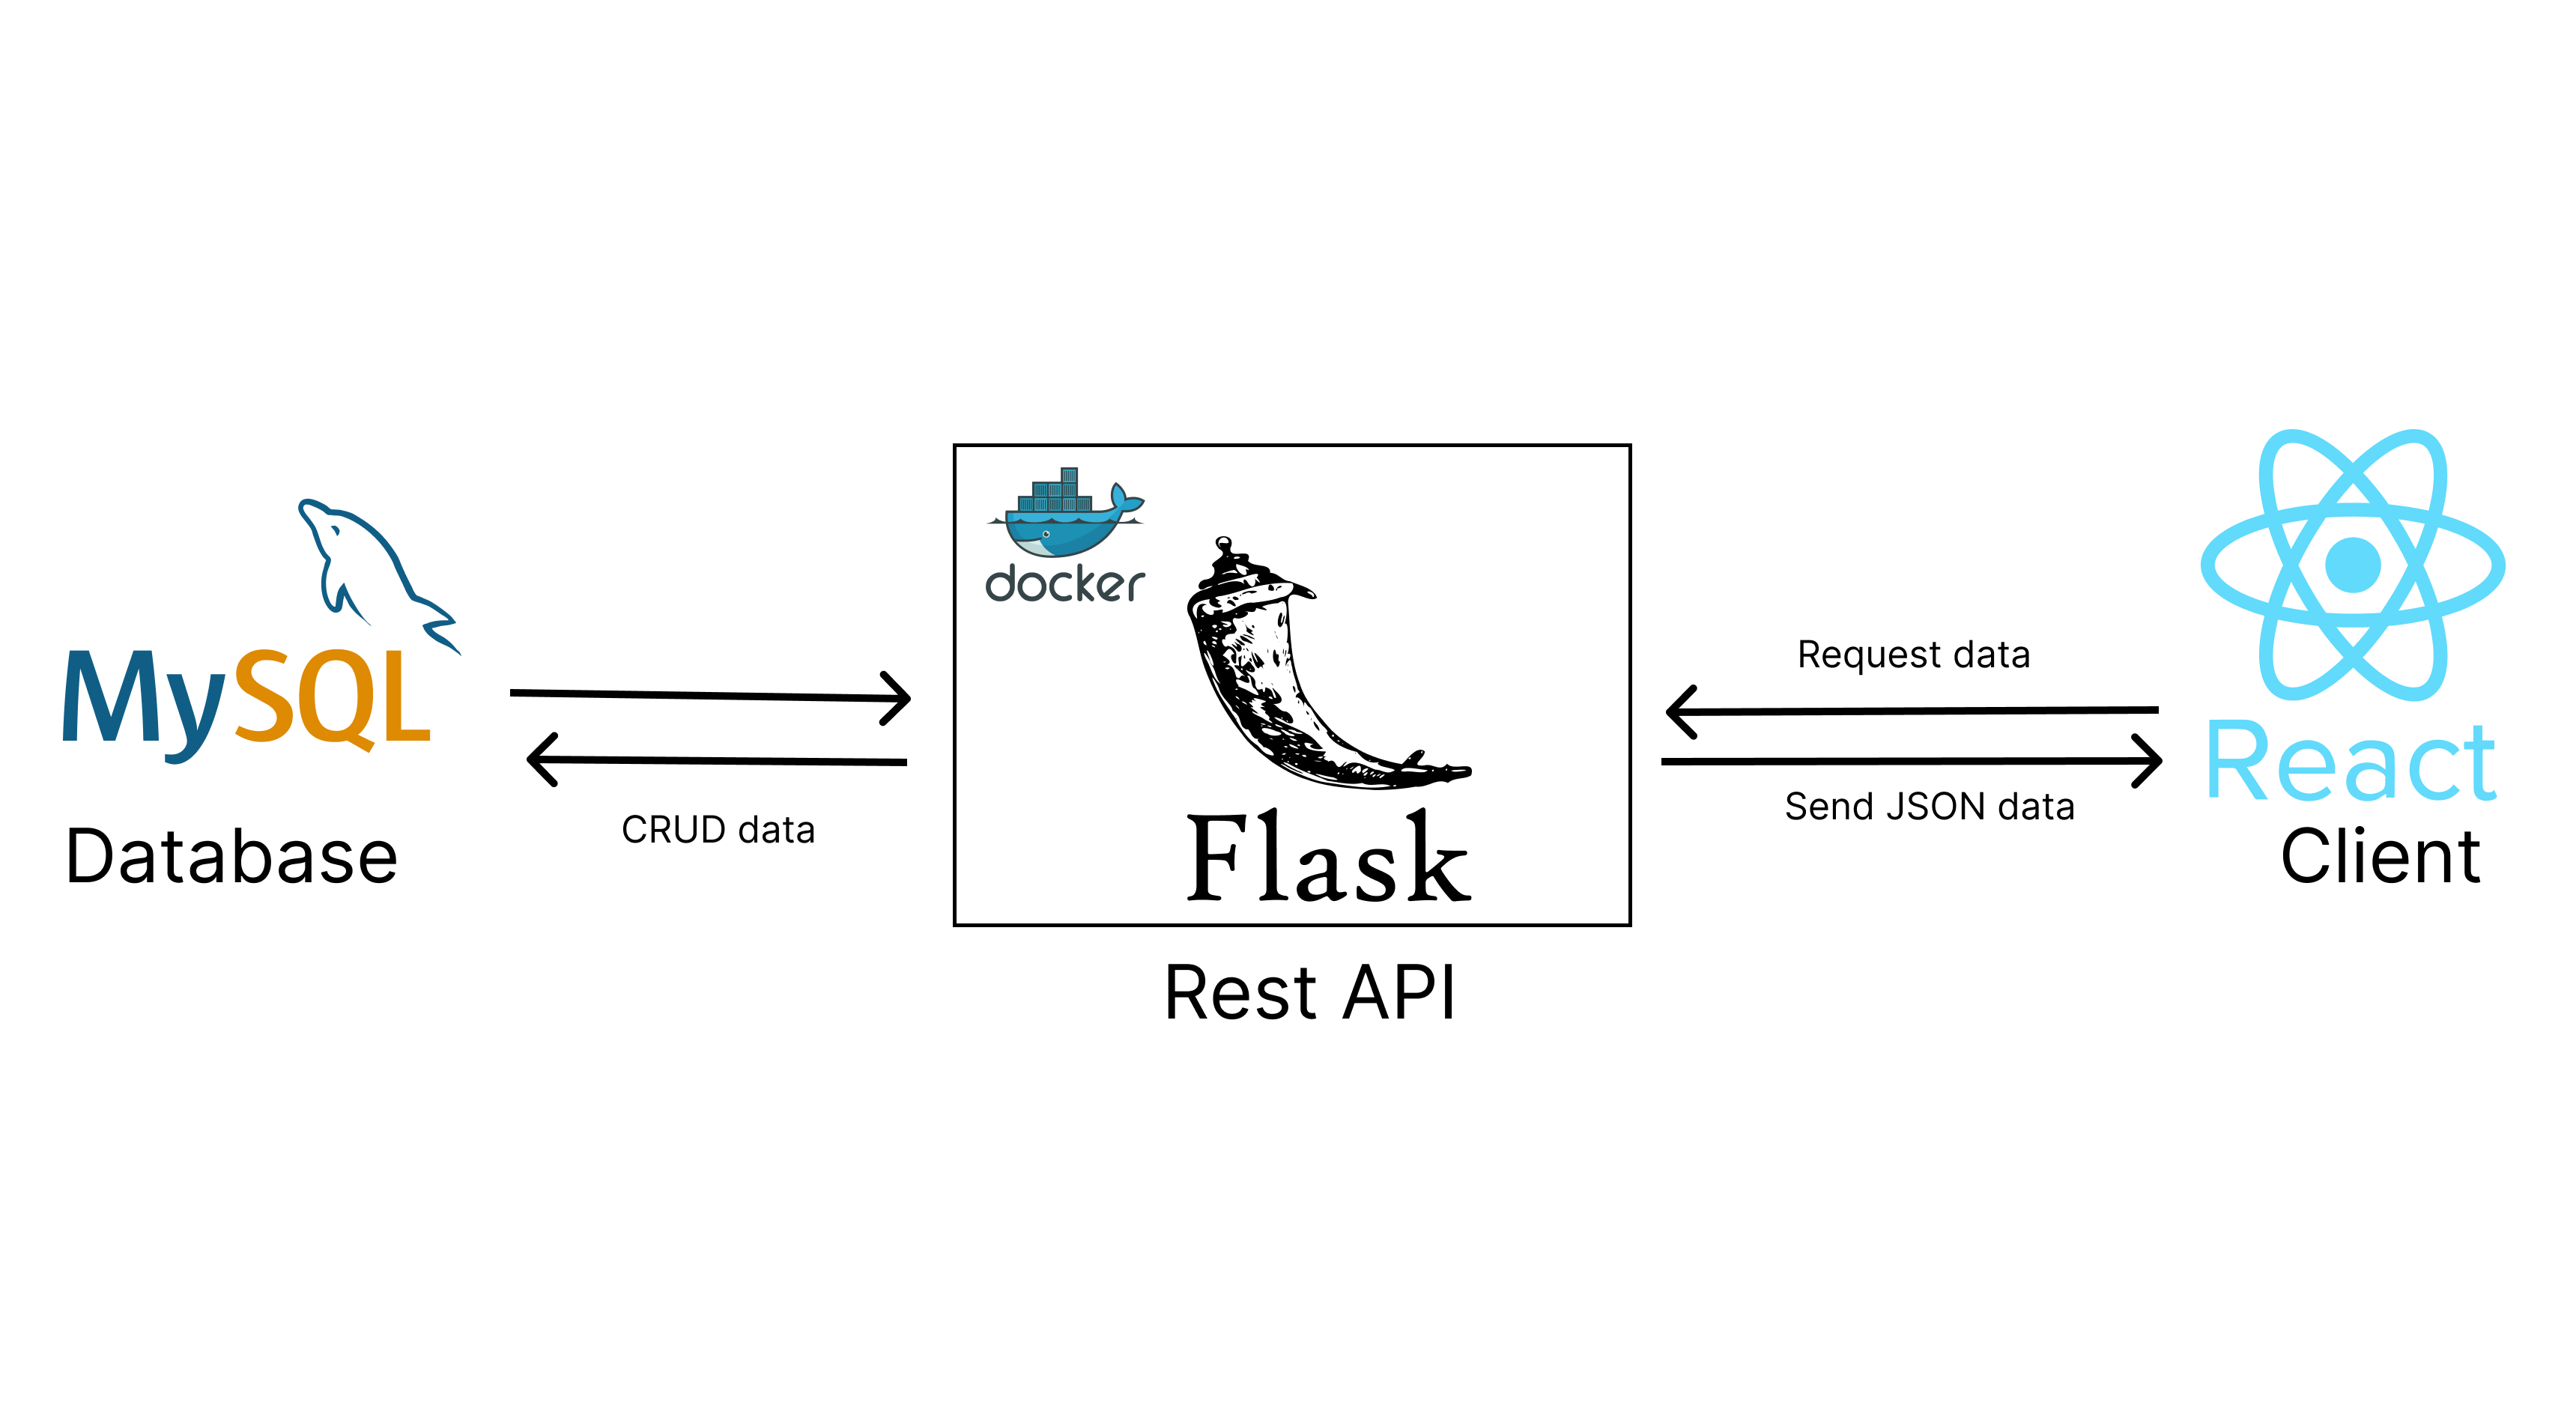 MySQL
Database
CRUD data
docker
Flask
Rest API
Request data
Send JSON data
React
Client